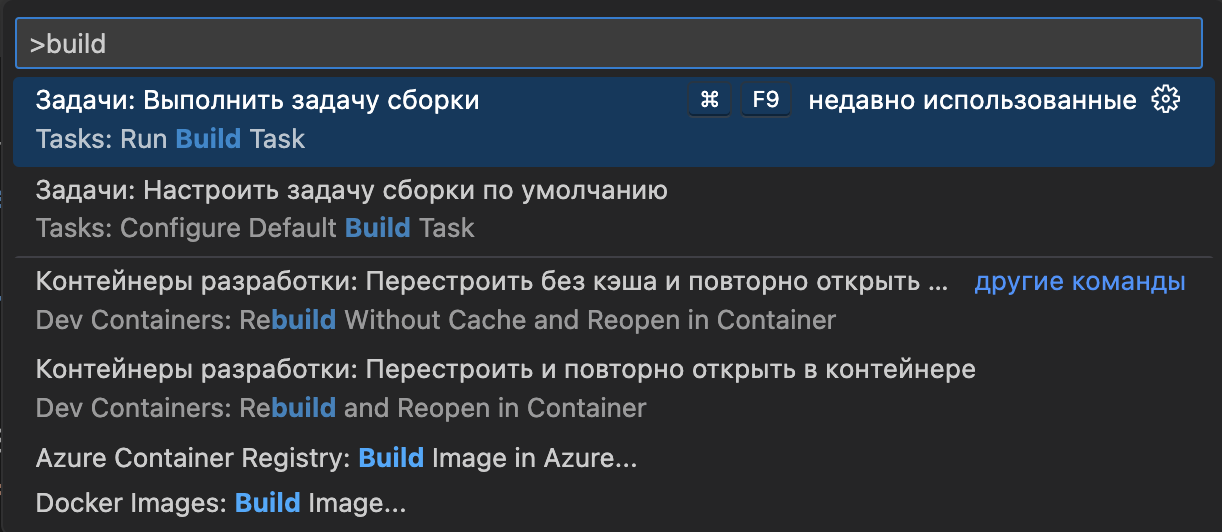 >build
Задачи: Выполнить задачу сборки ⌘ F9 недавно использованные
Tasks: Run Build Task
Задачи: Настроить задачу сборки по умолчанию
Tasks: Configure Default Build Task
Контейнеры разработки: Перестроить без кэша и повторно открыть ... другие команды
Dev Containers: Rebuild Without Cache and Reopen in Container
Контейнеры разработки: Перестроить и повторно открыть в контейнере
Dev Containers: Rebuild and Reopen in Container
Azure Container Registry: Build Image in Azure...
Docker Images: Build Image...